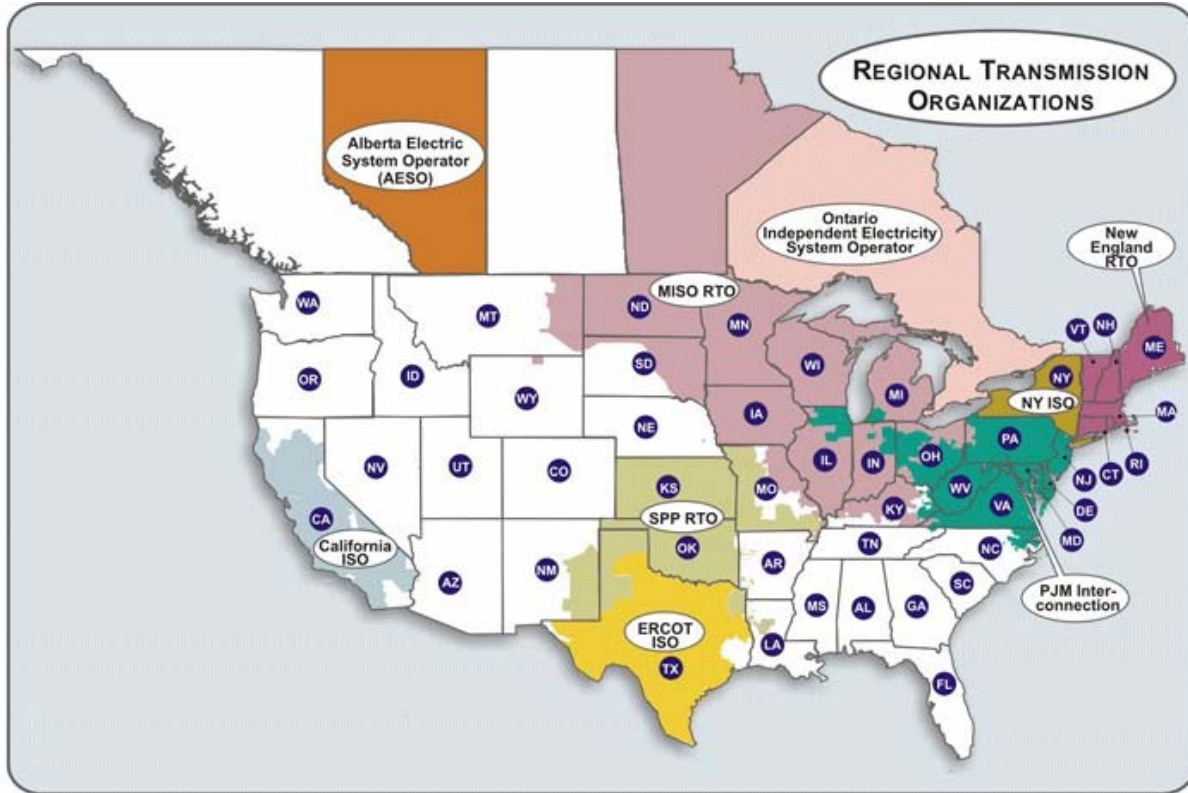 REGIONAL TRANSMISSION
ORGANIZATIONS
Alberta Electric
System Operator
(AESO)
Ontario
Independent Electricity
System Operator
New
England
RTO
MISO RTO
WA
MT
ND
MN
VT
NH
ME
OR
ID
SD
WI
MI
NY
NY ISO
WY
IA
MA
NE
PA
NV
UT
CO
IL
IN
OH
RI
CT
NJ
KS
MO
WV
VA
DE
KY
MD
CA
California
ISO
SPP RTO
OK
TN
NC
AZ
NM
AR
SC
PJM Inter-
connection
MS
AL
GA
ERCOT
ISO
TX
LA
FL